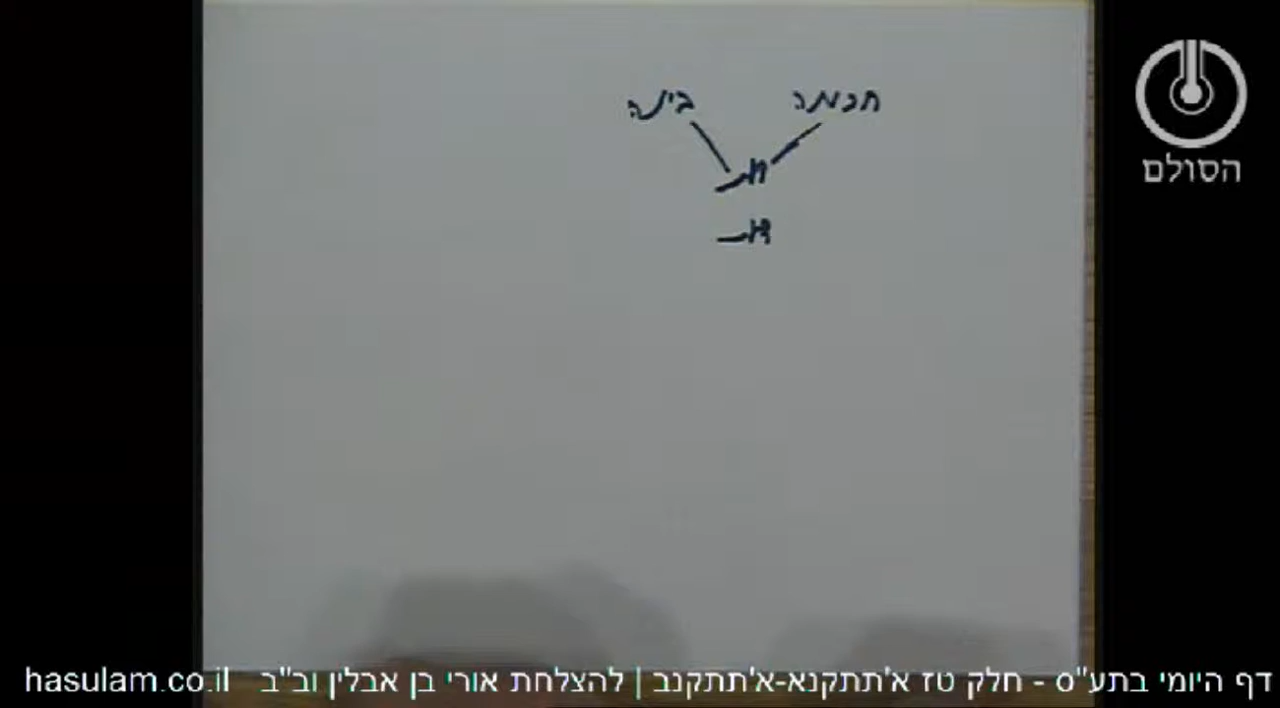 חכמה בינה
הסולם
דף היומי בתע"ס - חלק טז א'תתקנא-א'תתקנב | להצלחת אורי בן אבלין וב"ב hasulam.co.il